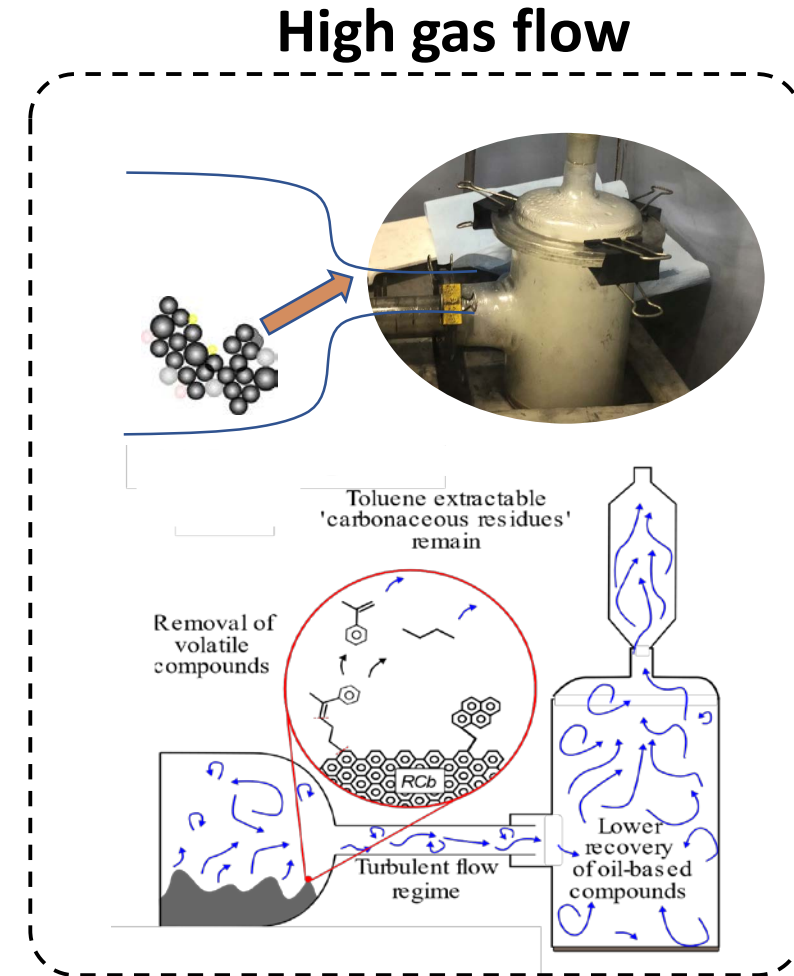 High gas flow
Toluene extractable
'carbonaceous residues'
remain
Removal of
volatile
compounds
RCb
Lower
recovery
of oil-based
compounds
Turbulent flow
regime